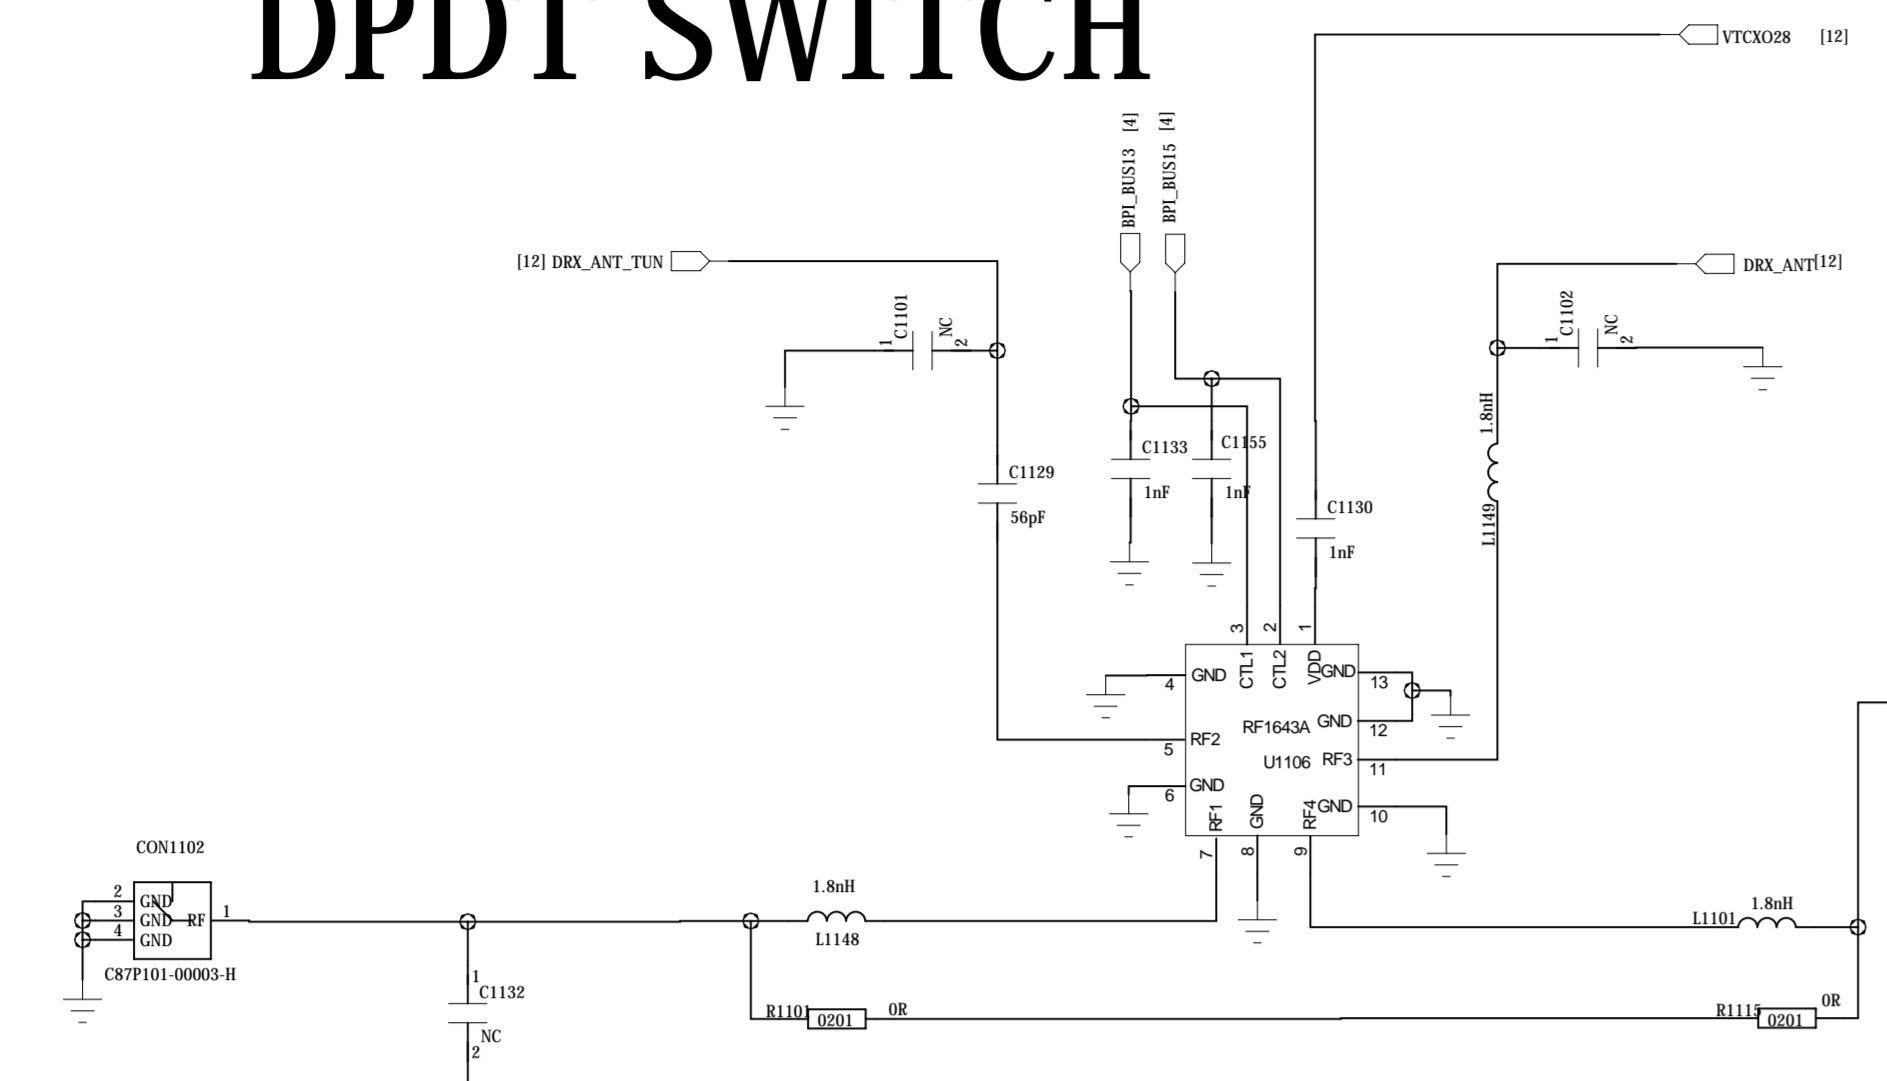 DPDT SWITCH
VTCXO28 [12]
BPI_BUS13 [4]
BPI_BUS15 [4]
[12] DRX_ANT_TUN
DRX_ANT [12]
C1101
NC
1
2
C1102
NC
1
2
C1129
56pF
C1133
1nF
C1155
1nF
C1130
1nF
1.8nH
L1149
3
2
1
CTL1
CTL2
VDD
GND
4
GND
13
RF1643A
GND
12
RF2
5
U1106
RF3
11
GND
6
GND
10
RF1
GND
RF4
7
8
9
CON1102
2
GND
3
GND
RF
1
4
GND
C87P101-00003-H
1.8nH
L1148
L1101
1.8nH
1
C1132
NC
2
R1101
0201
0R
R1115
0201
0R